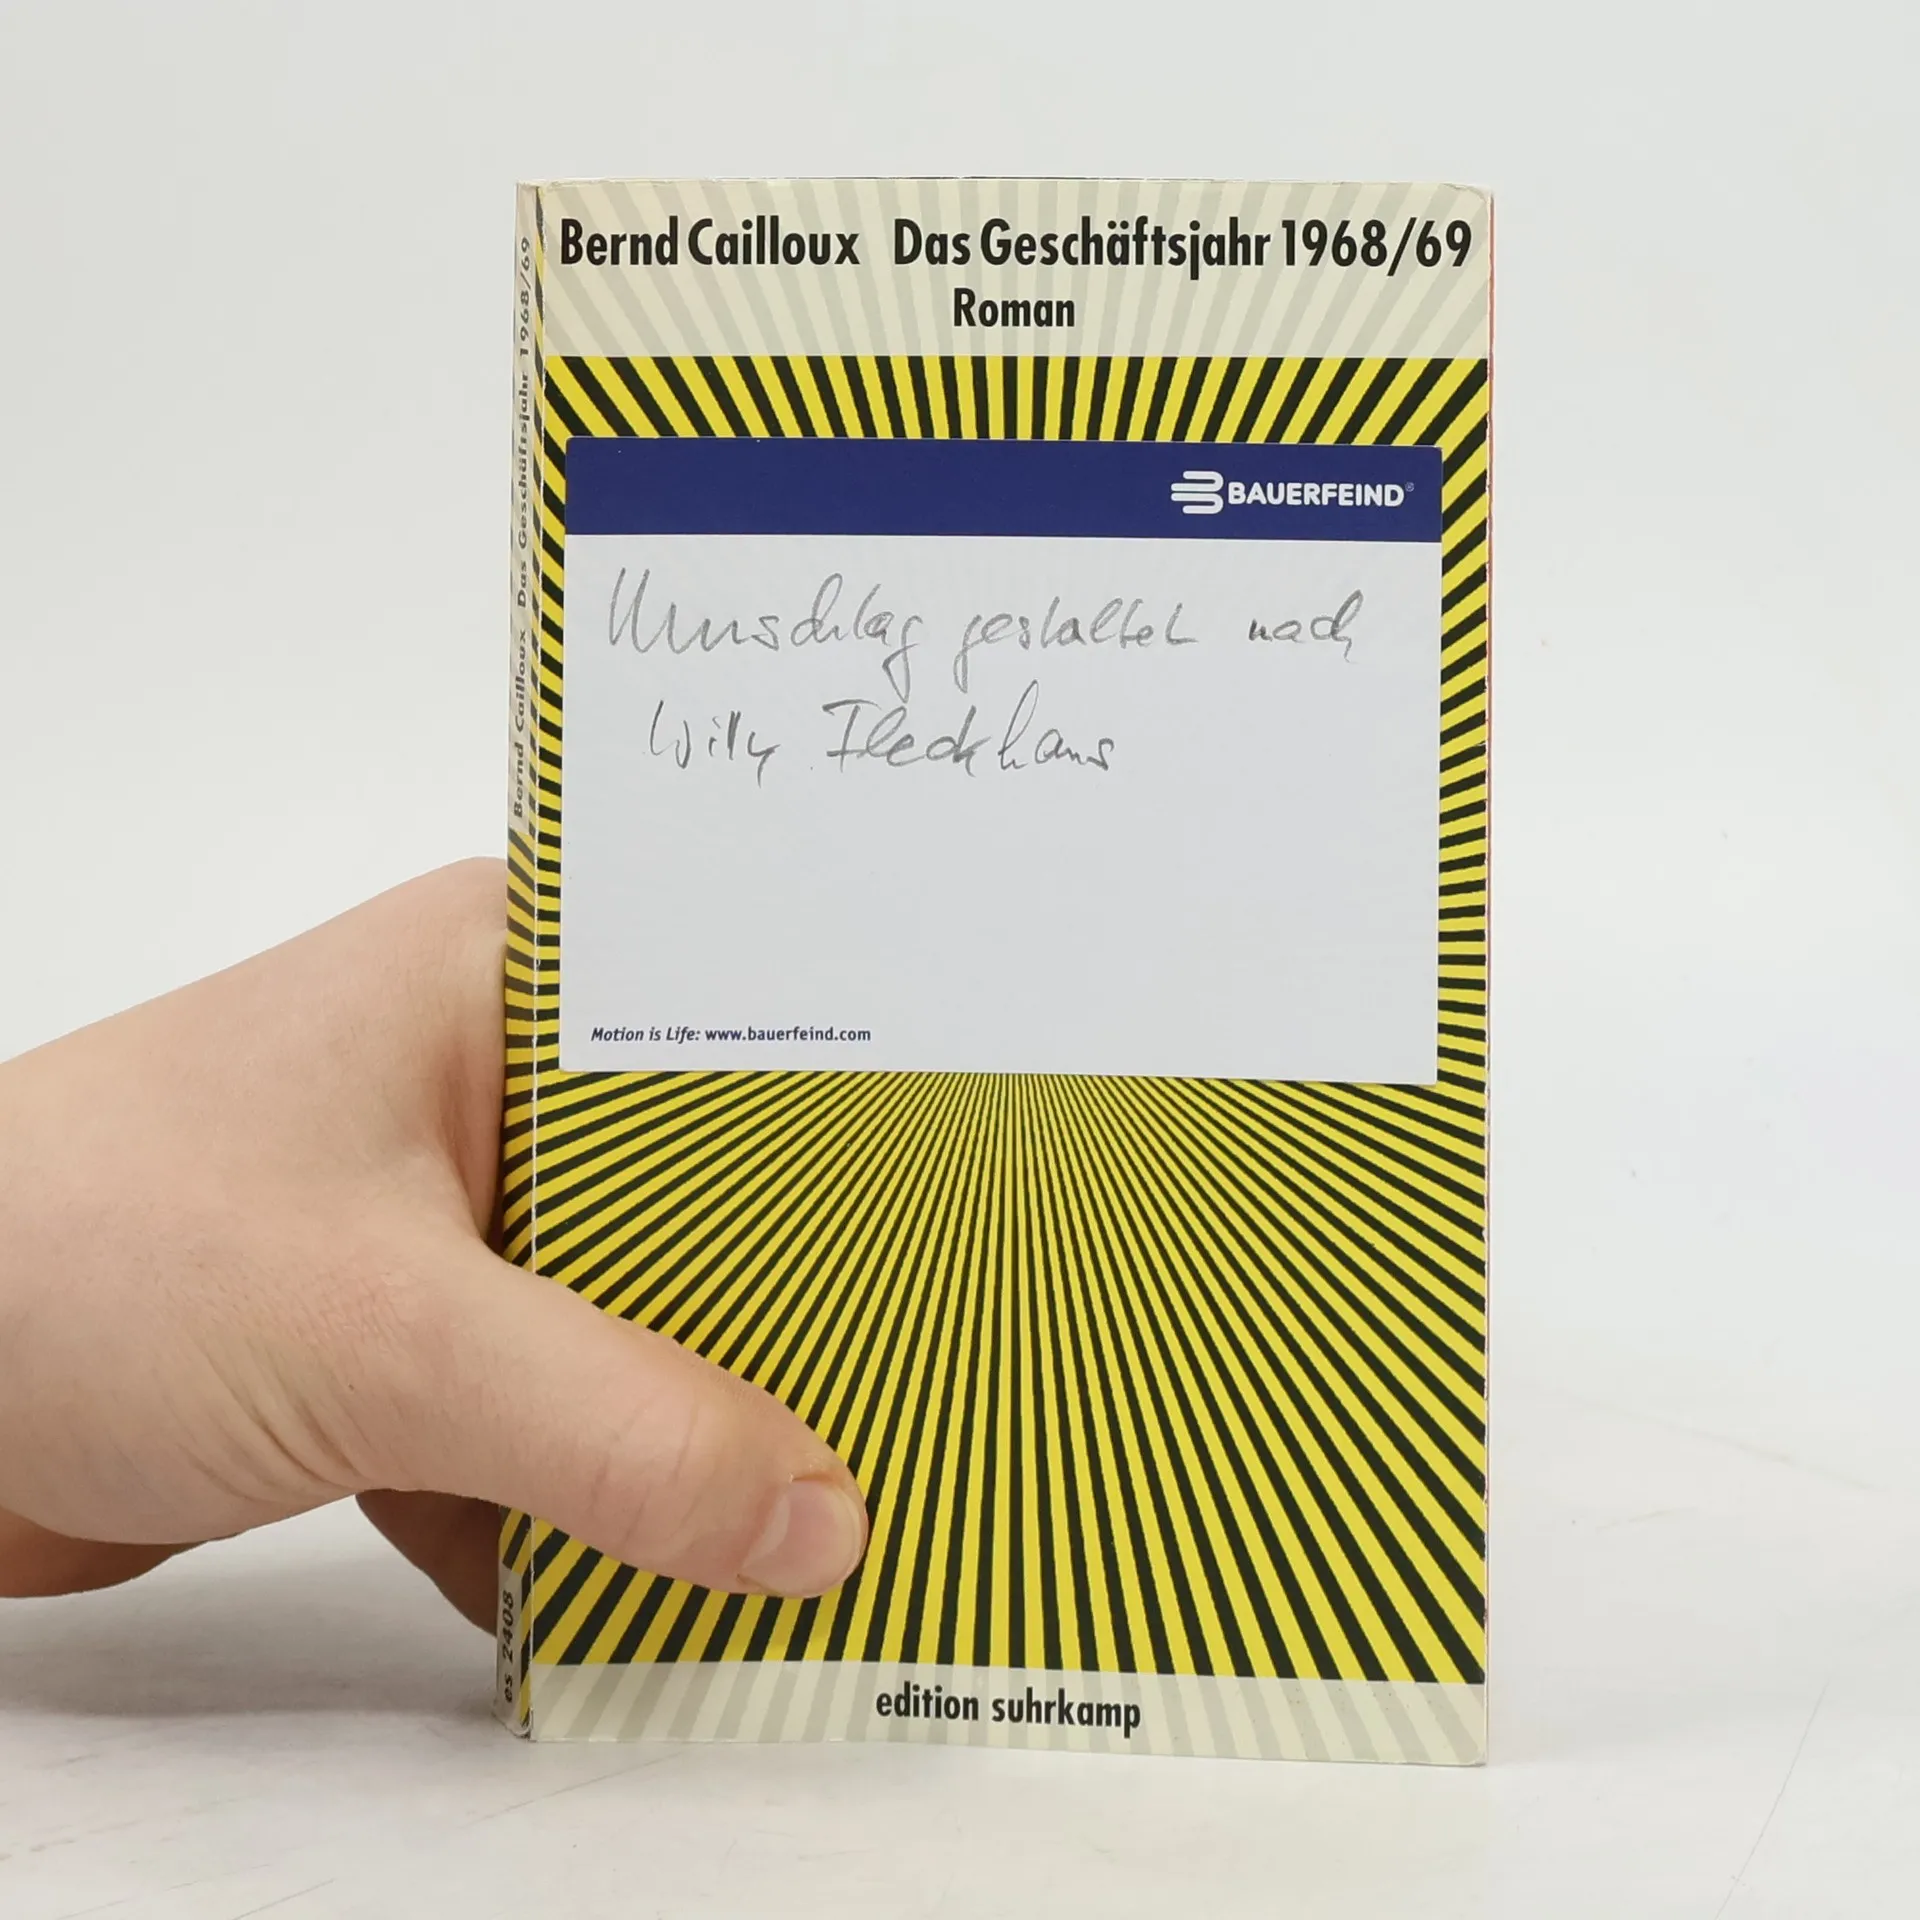 Bernd Cailloux Das Geschäftsjahr 1968/69
Roman
BAUERFEIND®
Umschlag gestaltet nach
Willy Fleckhaus
Motion is Life: www.bauerfeind.com
edition suhrkamp
Bernd Cailloux Das Geschäftsjahr 1968/69
es 2408